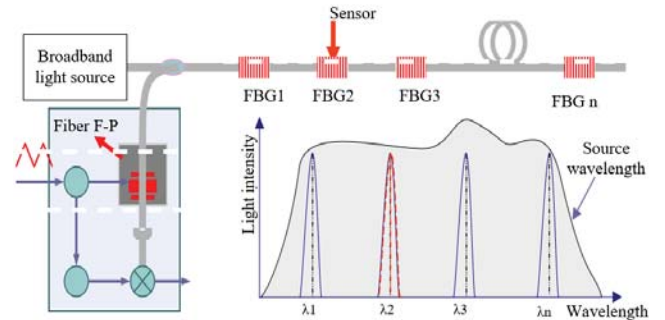 Sensor
Broadband
light source
FBG1
FBG2
FBG3
FBG n
Fiber F-P
Light intensity
Source
wavelength
λ1
λ2
λ3
λn
Wavelength